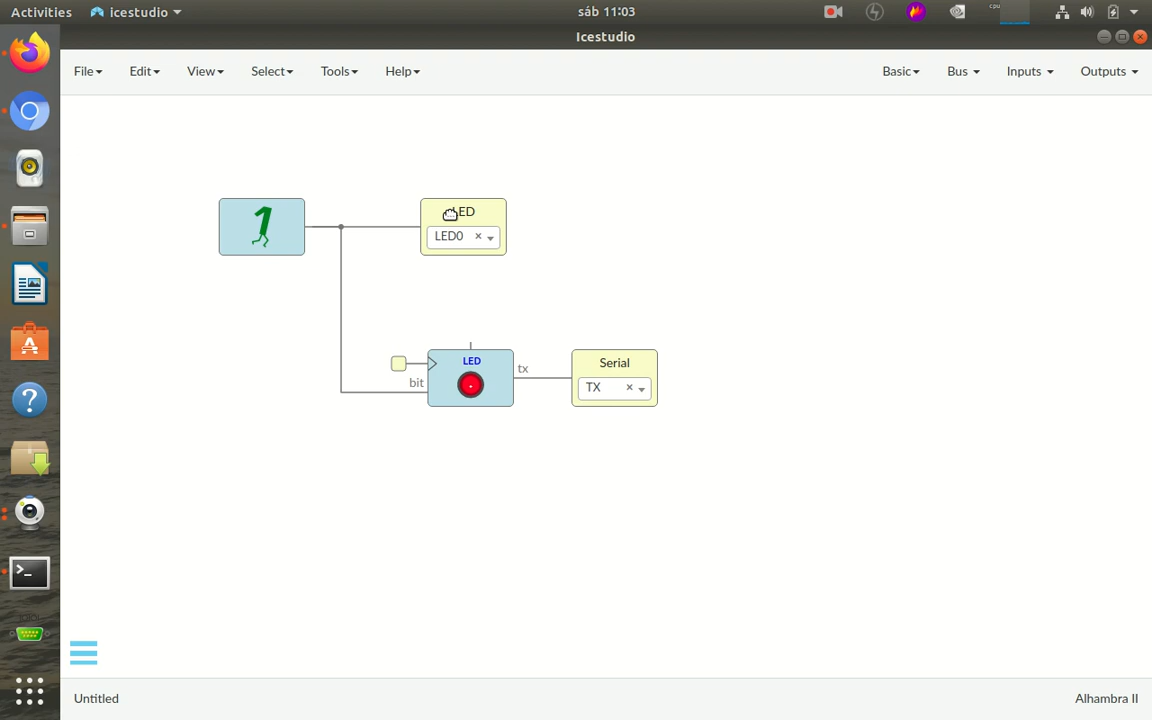 Activities
icestudio
sáb 11:03
cpu
Icestudio
File
Edit
View
Select
Tools
Help
Basic
Bus
Inputs
Outputs
1
LED
LED0 ×
LED
bit
tx
Serial
TX ×
Untitled
Alhambra II